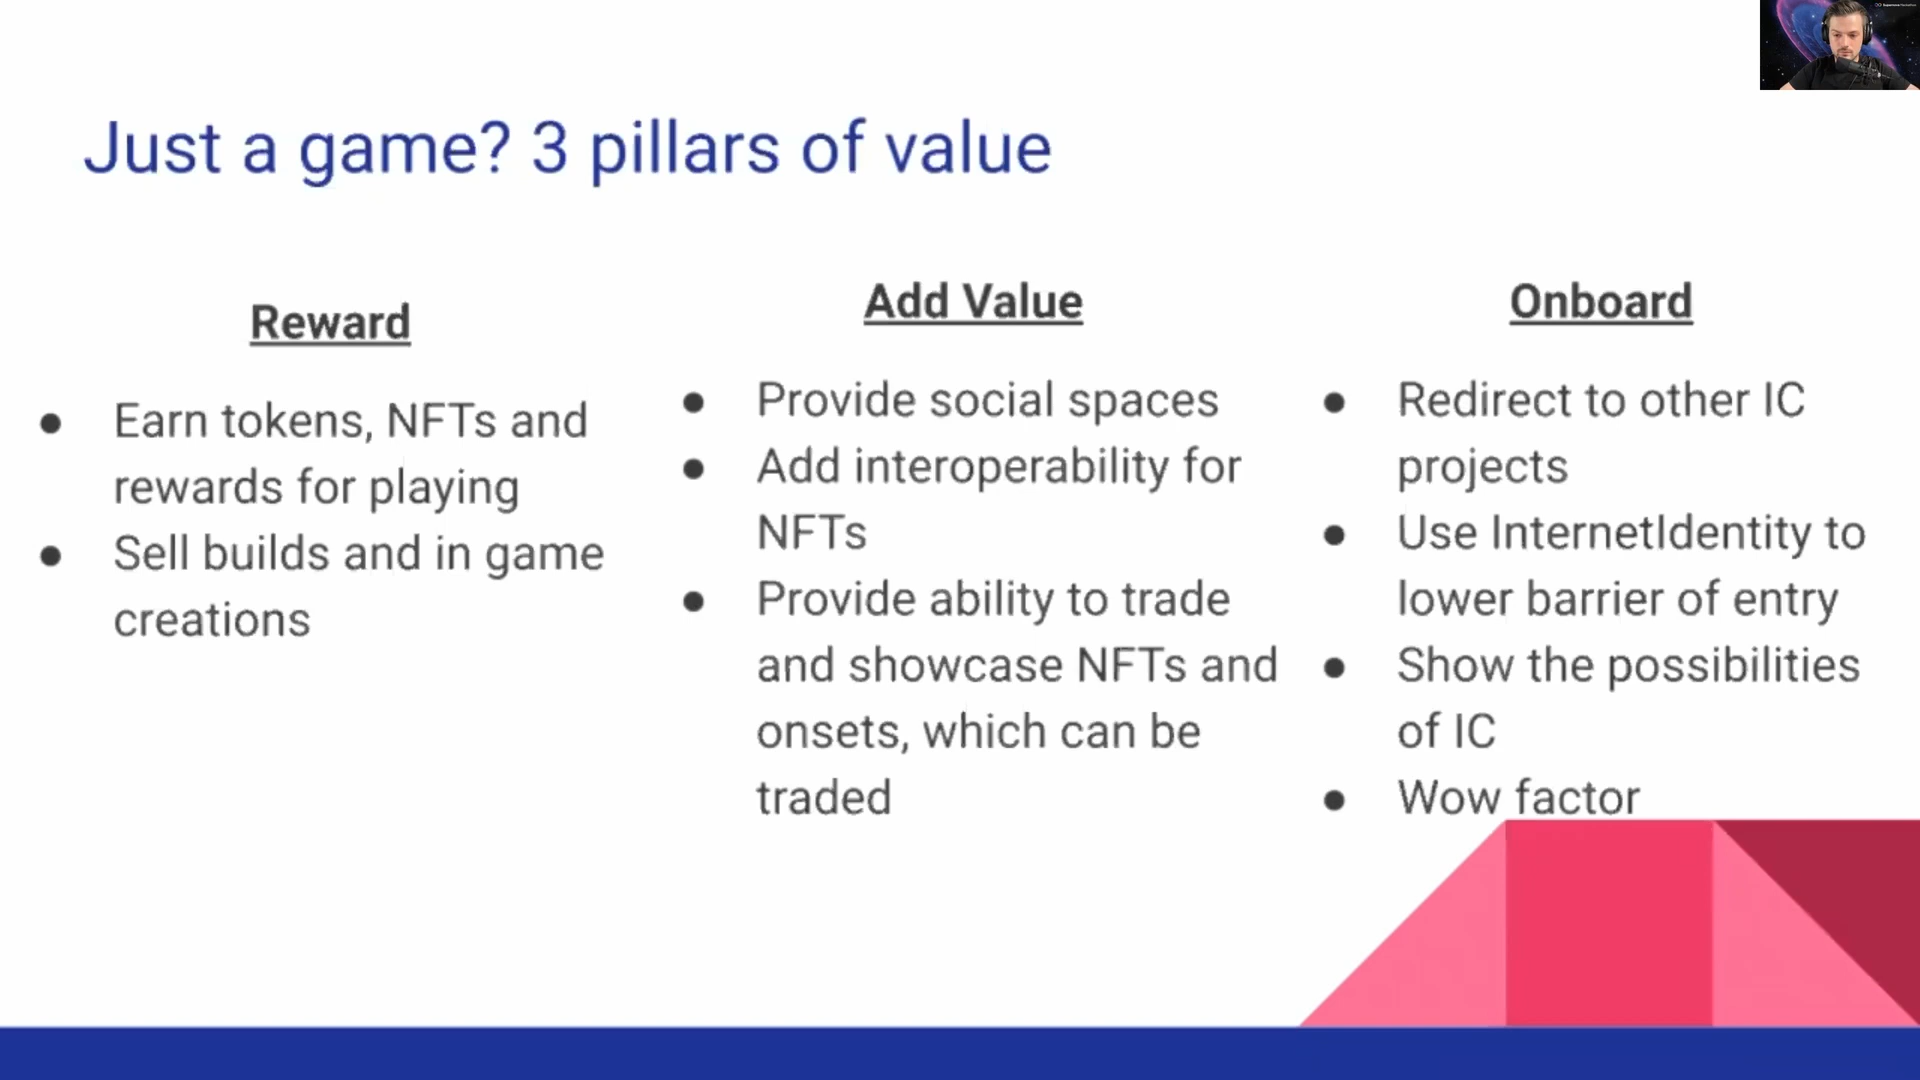 Just a game? 3 pillars of value
Reward
Earn tokens, NFTs and
rewards for playing
Sell builds and in game
creations
Add Value
Provide social spaces
Add interoperability for
NFTs
Provide ability to trade
and showcase NFTs and
onsets, which can be
traded
Onboard
Redirect to other IC
projects
Use InternetIdentity to
lower barrier of entry
Show the possibilities
of IC
Wow factor